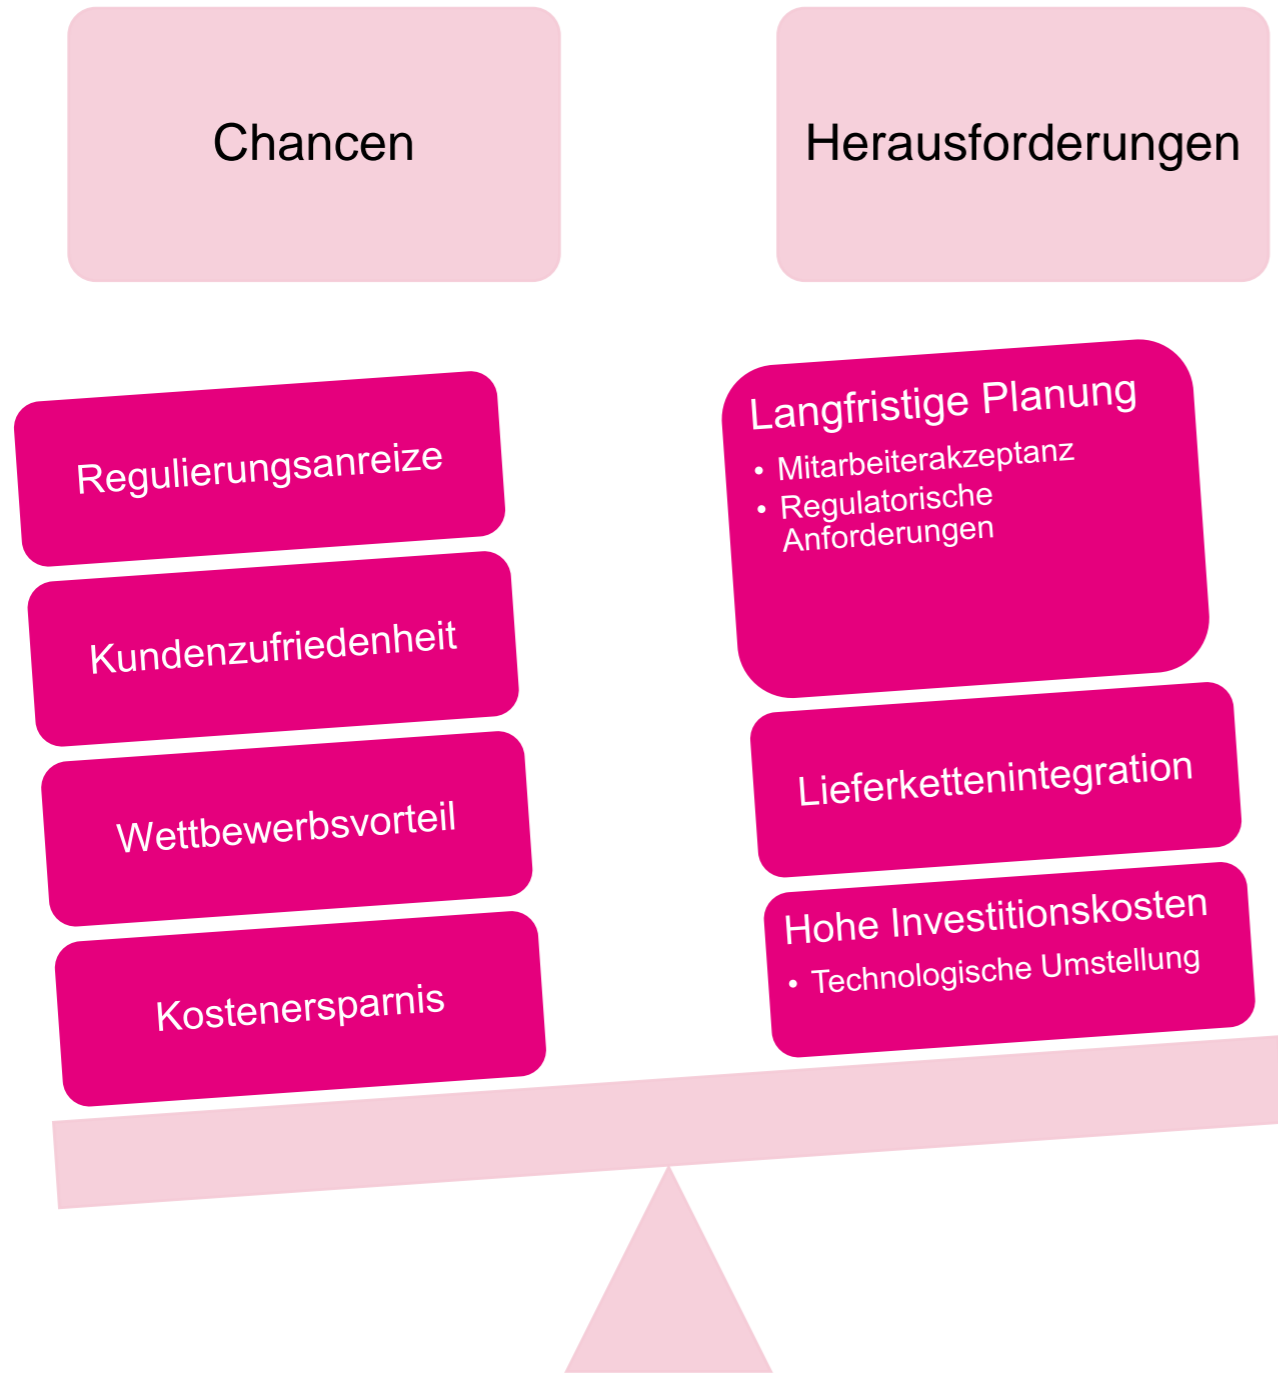 Chancen
Herausforderungen
Regulierungsanreize
Kundenzufriedenheit
Wettbewerbsvorteil
Kostenersparnis
Langfristige Planung
• Mitarbeiterakzeptanz
• Regulatorische
Anforderungen
Lieferkettenintegration
Hohe Investitionskosten
• Technologische Umstellung